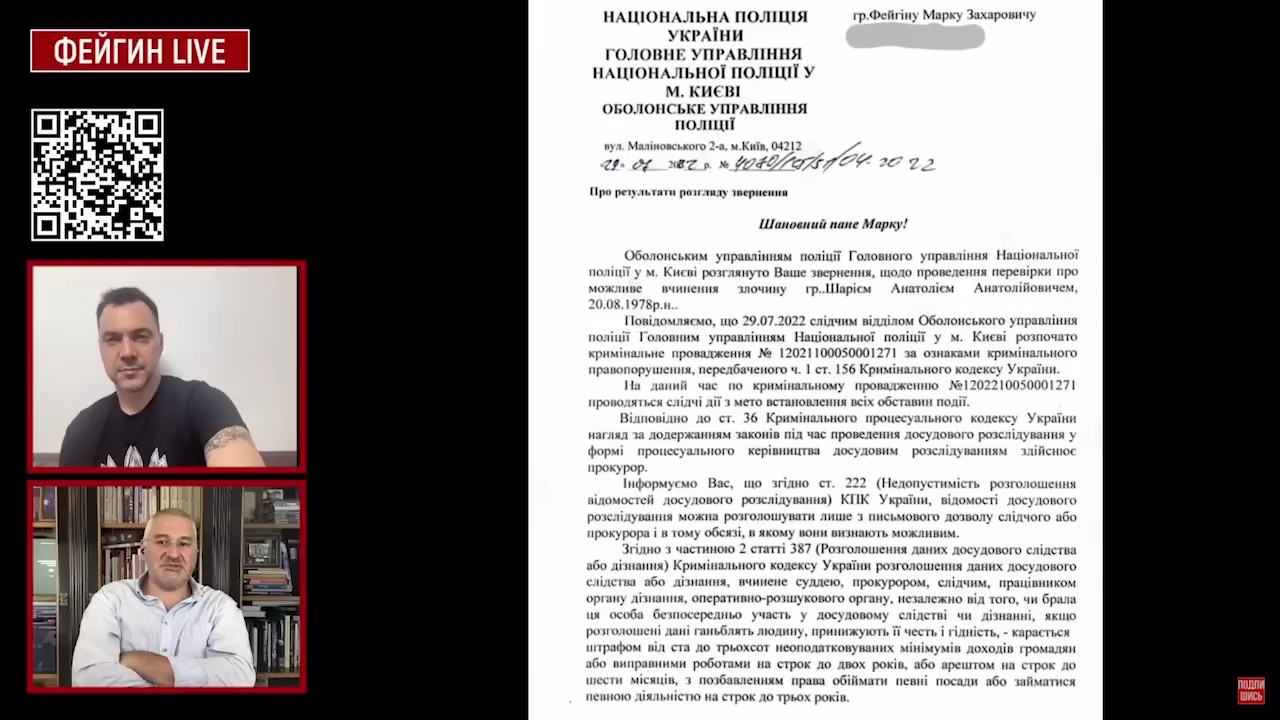 ФЕЙГИН LIVE
НАЦІОНАЛЬНА ПОЛІЦІЯ
УКРАЇНИ
ГОЛОВНЕ УПРАВЛІННЯ
НАЦІОНАЛЬНОЇ ПОЛІЦІЇ У
М. КИЄВІ
ОБОЛОНСЬКЕ УПРАВЛІННЯ
ПОЛІЦІЇ
вул. Маліновського 2-а, м.Київ, 04212
р. №
гр.Фейгіну Марку Захаровичу
Про результати розгляду звернення
Шановний пане Марку!
Оболонським управлінням поліції Головного управління Національної
поліції у м. Києві розглянуто Ваше звернення, щодо проведення перевірки про
можливе вчинення злочину гр..Шарієм Анатолієм Анатолійовичем,
20.08.1978р.н..
Повідомляємо, що 29.07.2022 слідчим відділом Оболонського управління
поліції Головним управлінням Національної поліції у м. Києві розпочато
кримінальне провадження № 12021100050001271 за ознаками кримінального
правопорушення, передбаченого ч. 1 ст. 156 Кримінального кодексу України.
На даний час по кримінальному провадженню №1202210050001271
проводяться слідчі дії з мето встановлення всіх обставин події.
Відповідно до ст. 36 Кримінального процесуального кодексу України
нагляд за додержанням законів під час проведення досудового розслідування у
формі процесуального керівництва досудовим розслідуванням здійснює
прокурор.
Інформуємо Вас, що згідно ст. 222 (Недопустимість розголошення
відомостей досудового розслідування) КПК України, відомості досудового
розслідування можна розголошувати лише з письмового дозволу слідчого або
прокурора і в тому обсязі, в якому вони визнають можливим.
Згідно з частиною 2 статті 387 (Розголошення даних досудового слідства
або дізнання) Кримінального кодексу України розголошення даних досудового
слідства або дізнання, вчинене суддею, прокурором, слідчим, працівником
органу дізнання, оперативно-розшукового органу, незалежно від того, чи брала
ця особа безпосередньо участь у досудовому слідстві чи дізнанні, якщо
розголошені дані ганьблять людину, принижують її честь і гідність, - карається
штрафом від ста до трьохсот неоподатковуваних мінімумів доходів громадян
або виправними роботами на строк до двох років, або арештом на строк до
шести місяців, з позбавленням права обіймати певні посади або займатися
певною діяльністю на строк до трьох років.
ПОДПИ
ШИСЬ